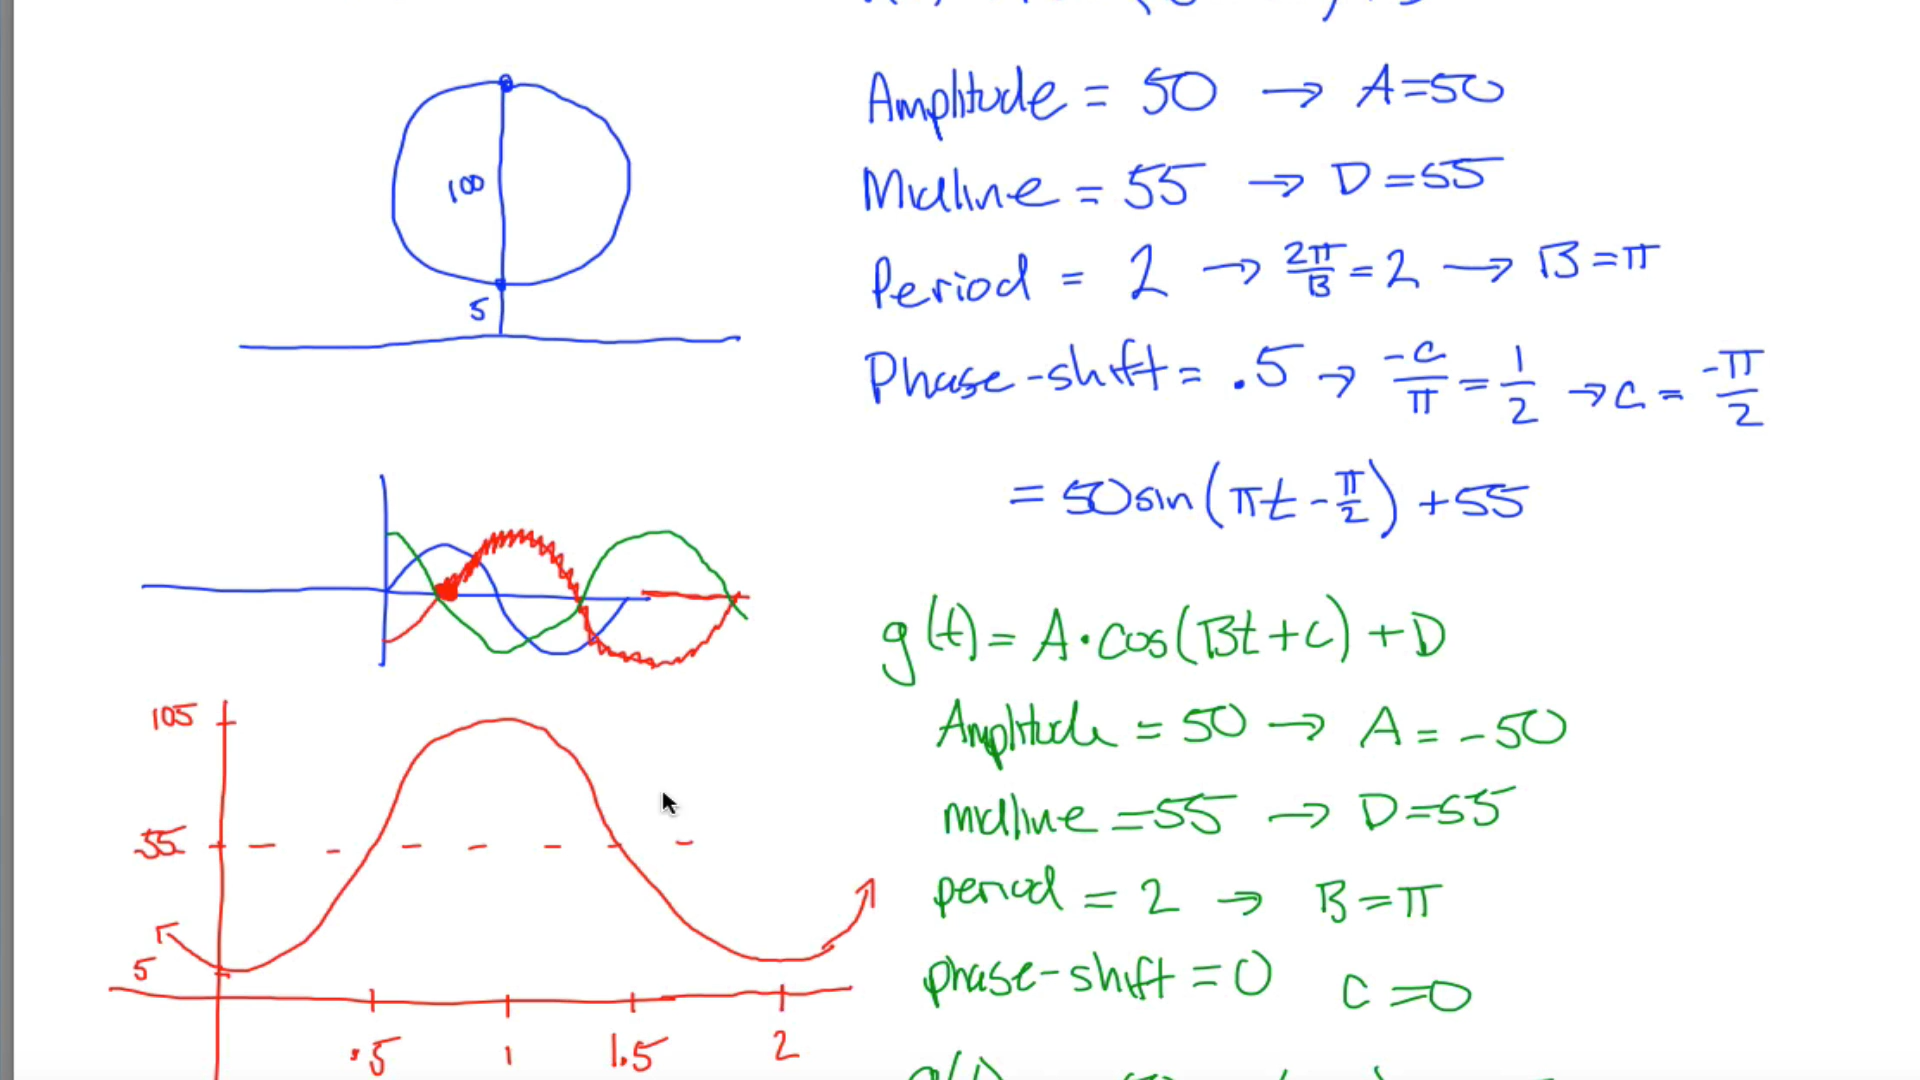 Amplitude = 50 → A=50
Midline = 55 → D=55
Period = 2 → 2π/B = 2 → B=π
Phase-shift = .5 → -C/π = 1/2 → C = -π/2
= 50sin(πt - π/2) + 55
100
5
g(t) = A·cos(Bt+C)+D
Amplitude = 50 → A = -50
midline = 55 → D=55
period = 2 → B=π
phase-shift = 0 C=0
105
55
5
.5 1 1.5 2